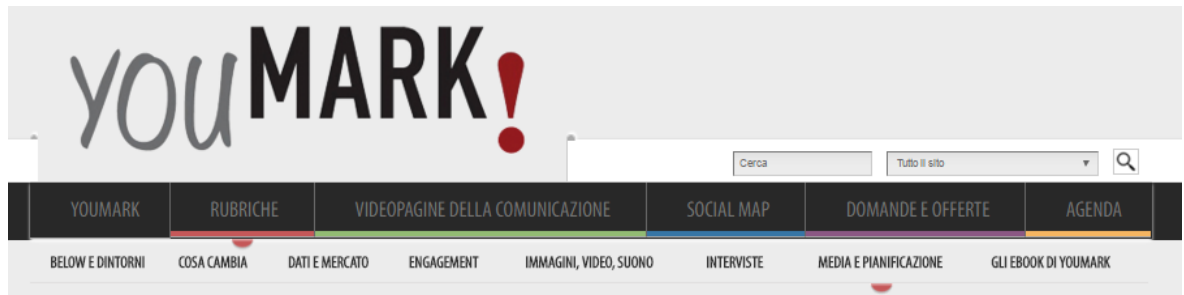 youMARK!
Cerca Tutto il sito
YOUMARK RUBRICHE VIDEOPAGINE DELLA COMUNICAZIONE SOCIAL MAP DOMANDE E OFFERTE AGENDA
BELOW E DINTORNI COSA CAMBIA DATI E MERCATO ENGAGEMENT IMMAGINI, VIDEO, SUONO INTERVISTE MEDIA E PIANIFICAZIONE GLI EBOOK DI YOUMARK